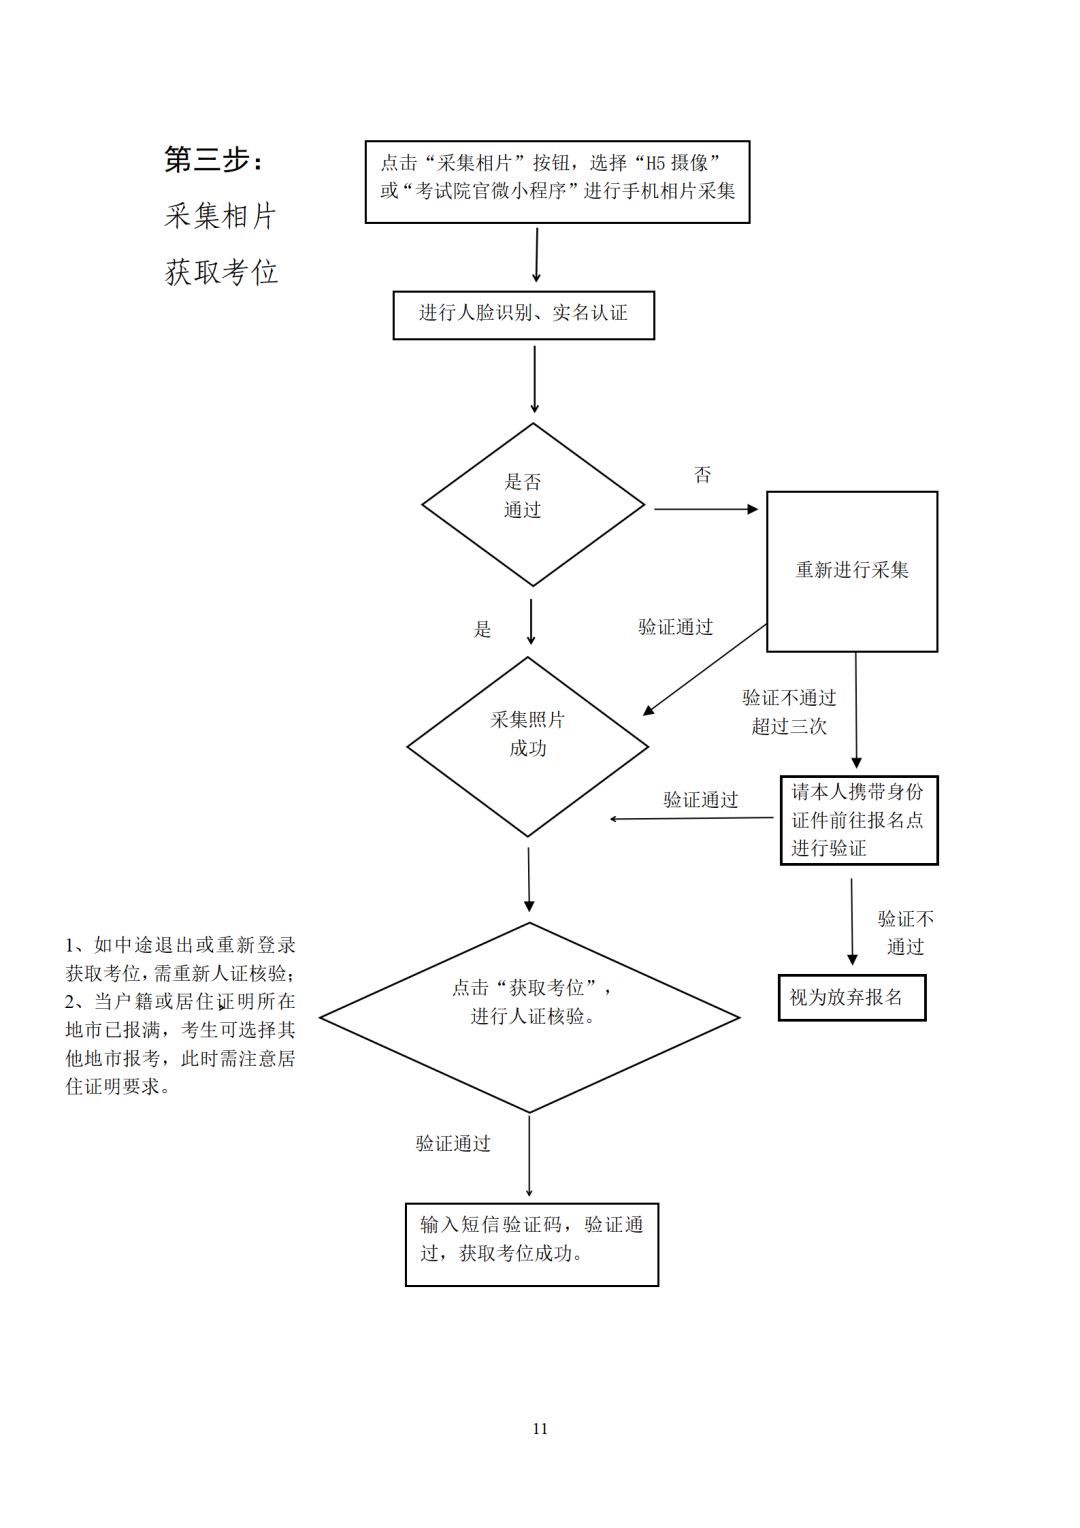 第三步：
采集相片
获取考位
点击“采集相片”按钮，选择“H5 摄像”
或“考试院官微小程序”进行手机相片采集
进行人脸识别、实名认证
是否
通过
否
重新进行采集
是
验证通过
验证不通过
超过三次
采集照片
成功
验证通过
请本人携带身份
证件前往报名点
进行验证
验证不
通过
视为放弃报名
1、如中途退出或重新登录
获取考位，需重新人证核验；
2、当户籍或居住证明所在
地市已报满，考生可选择其
他地市报考，此时需注意居
住证明要求。
点击“获取考位”，
进行人证核验。
验证通过
输入短信验证码，验证通
过，获取考位成功。
11